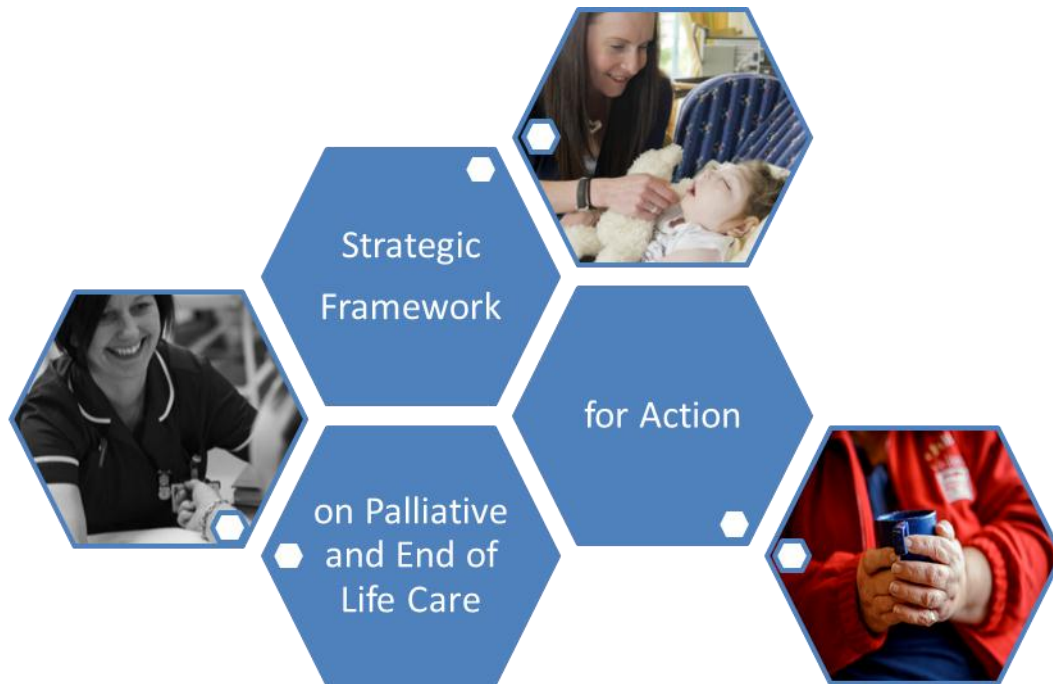 Strategic
Framework
for Action
on Palliative
and End of
Life Care